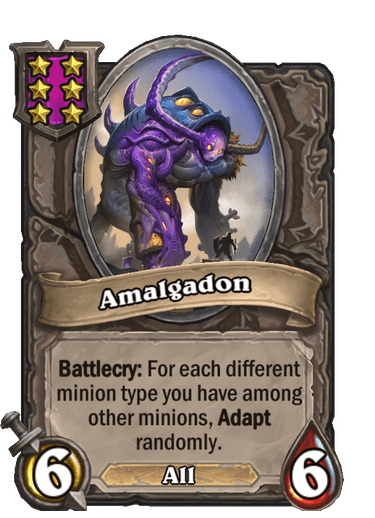 Amalgadon
Battlecry: For each different
minion type you have among
other minions, Adapt
randomly.
6
All
6